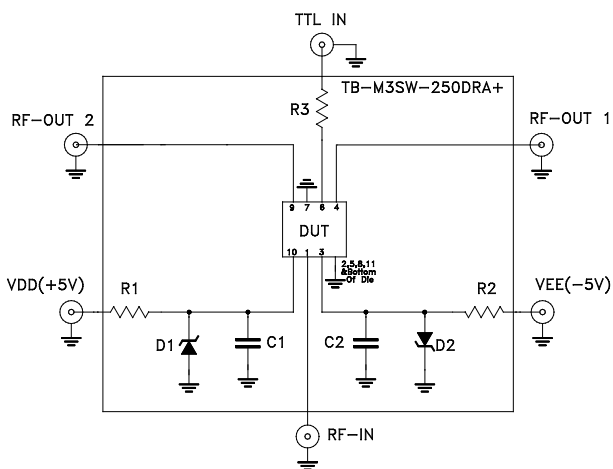 TTL IN
TB-M3SW-250DRA+
RF-OUT 2
R3
RF-OUT 1
9 7 6 4
DUT
10 1 3
2,5,8,11
&Bottom
Of Die
VDD(+5V)
R1
R2
VEE(-5V)
D1
C1
C2
D2
RF-IN